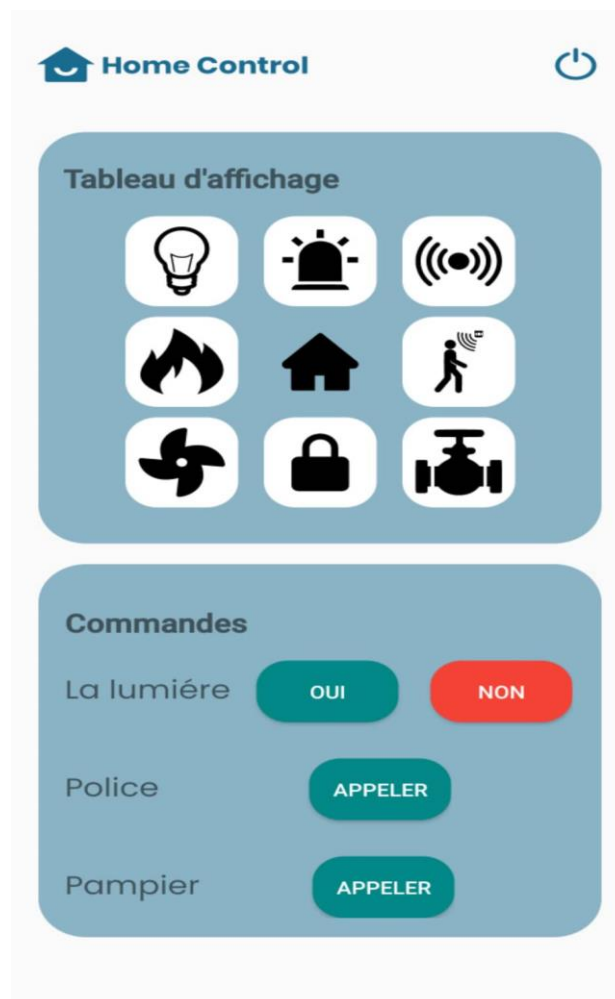 Home Control
Tableau d'affichage
Commandes
La lumiére OUI NON
Police APPELER
Pampier APPELER